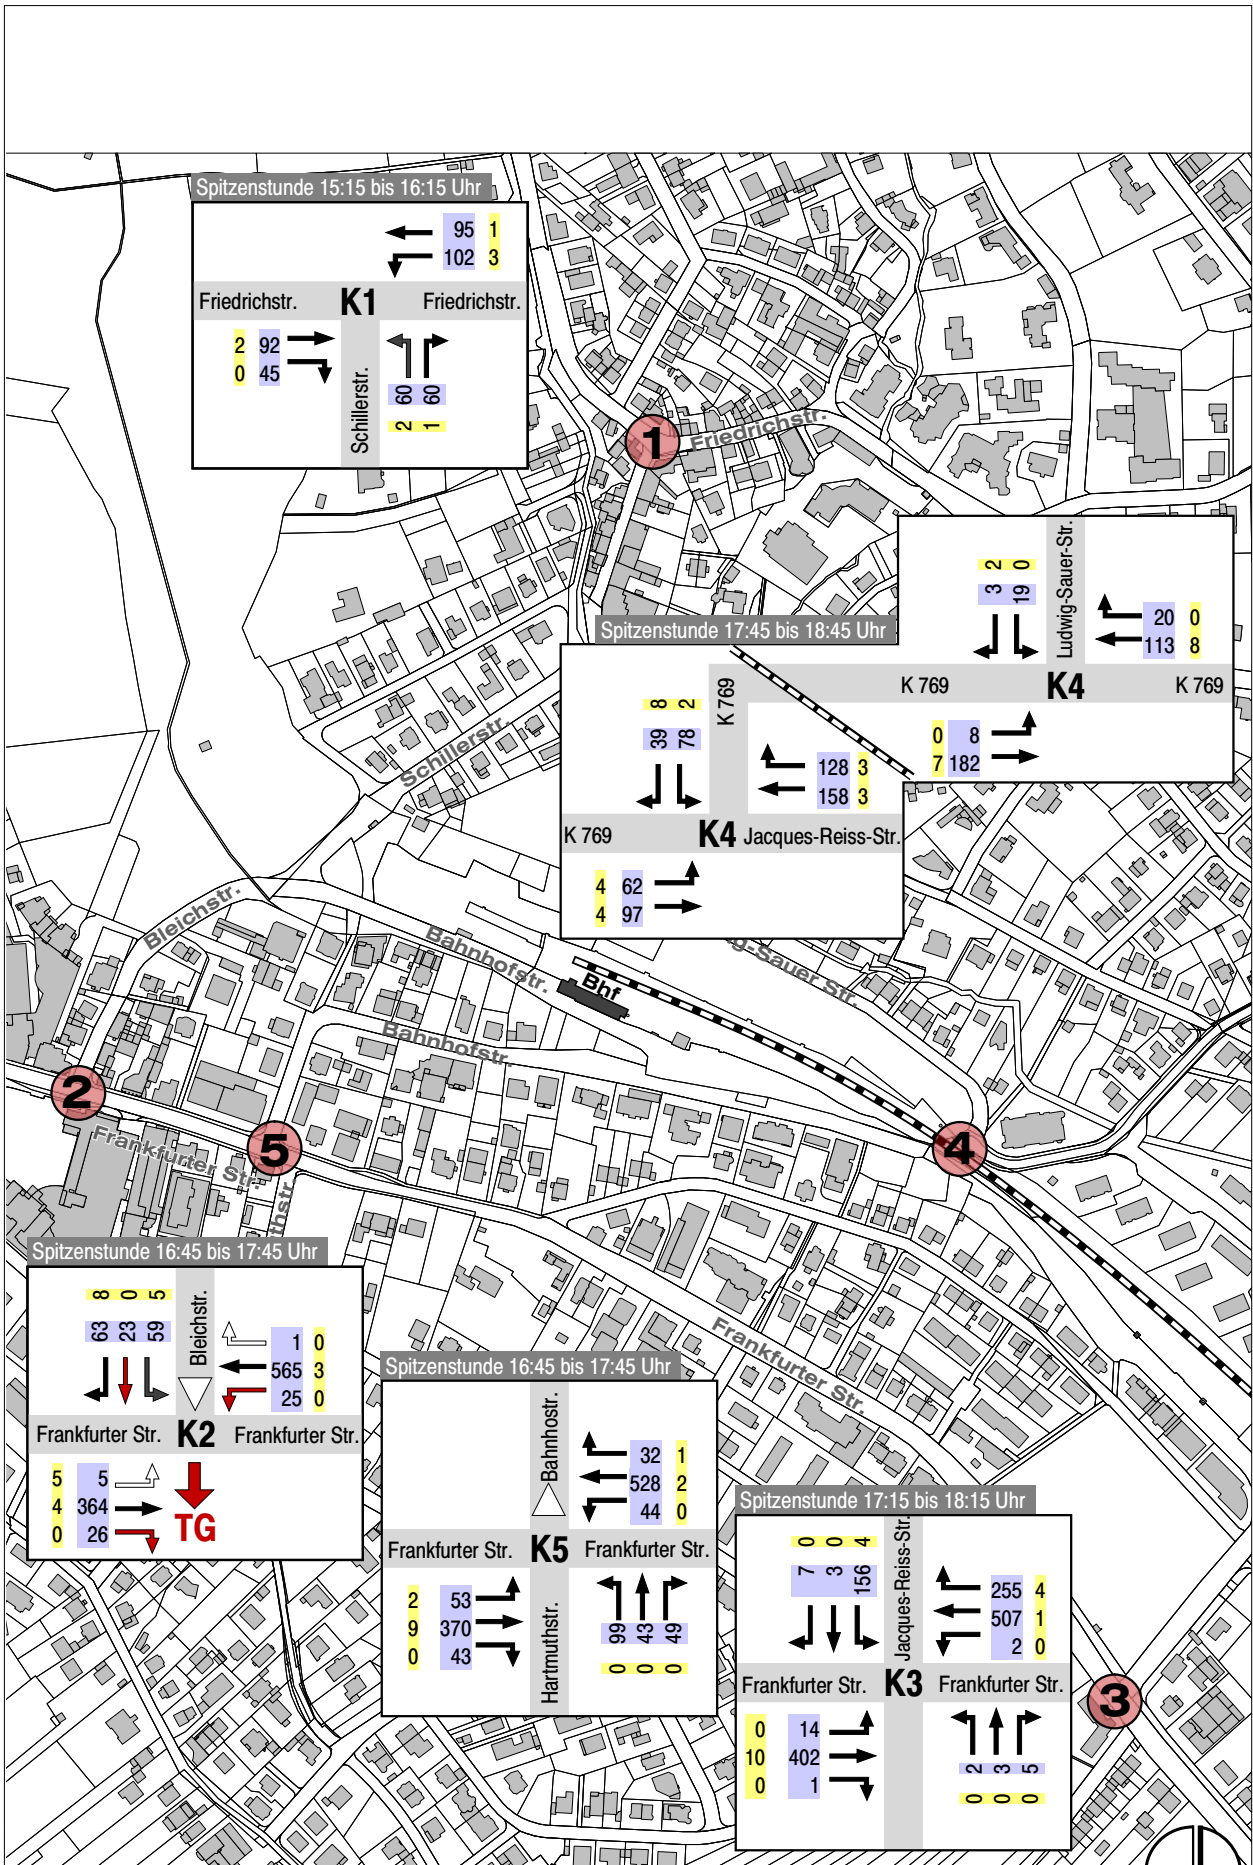 Spitzenstunde 15:15 bis 16:15 Uhr
95 1
102 3
Friedrichstr. K1 Friedrichstr.
2 92
0 45
Schillerstr.
60 60
2 1
1
Friedrichstr.
Schillerstr.
2 0
3 19
Ludwig-Sauer-Str.
20 0
113 8
K 769 K4 K 769
0 8
7 182
Spitzenstunde 17:45 bis 18:45 Uhr
8 2
39 78
K 769
128 3
158 3
K 769 K4 Jacques-Reiss-Str.
4 62
4 97
g-Sauer Str.
Bleichstr.
Bahnhofstr.
Bhf
Bahnhofstr.
2
5
4
Frankfurter Str.
thstr.
Frankfurter Str.
3
Spitzenstunde 16:45 bis 17:45 Uhr
8 0 5
63 23 59
Bleichstr.
1 0
565 3
25 0
Frankfurter Str. K2 Frankfurter Str.
5 5
4 364
0 26
TG
Spitzenstunde 16:45 bis 17:45 Uhr
Bahnhostr.
32 1
528 2
44 0
Frankfurter Str. K5 Frankfurter Str.
2 53
9 370
0 43
Hartmuthstr.
99 43 49
0 0 0
Spitzenstunde 17:15 bis 18:15 Uhr
0 0 4
7 3 156
Jacques-Reiss-Str.
255 4
507 1
2 0
Frankfurter Str. K3 Frankfurter Str.
0 14
10 402
0 1
2 3 5
0 0 0